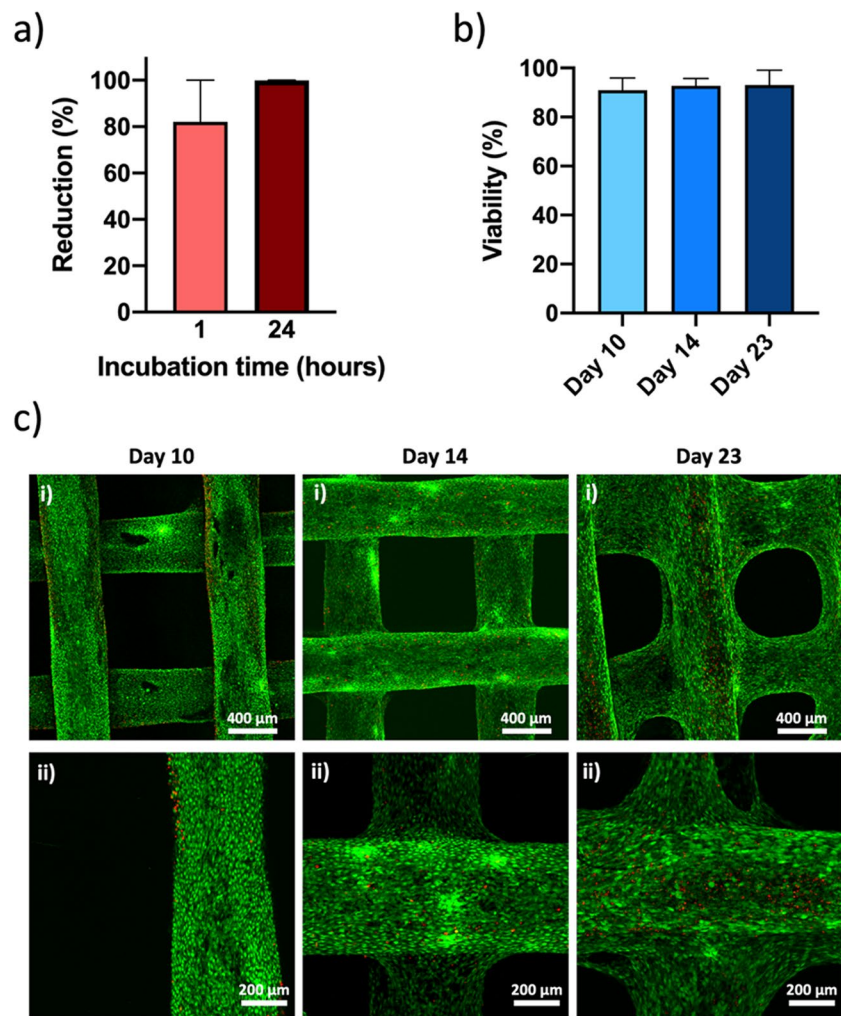 a)
100
80
60
40
20
0
Reduction (%)
1 24
Incubation time (hours)
b)
100
80
60
40
20
0
Viability (%)
Day 10 Day 14 Day 23
c)
Day 10 Day 14 Day 23
i) i) i)
400 µm 400 µm 400 µm
ii) ii) ii)
200 µm 200 µm 200 µm